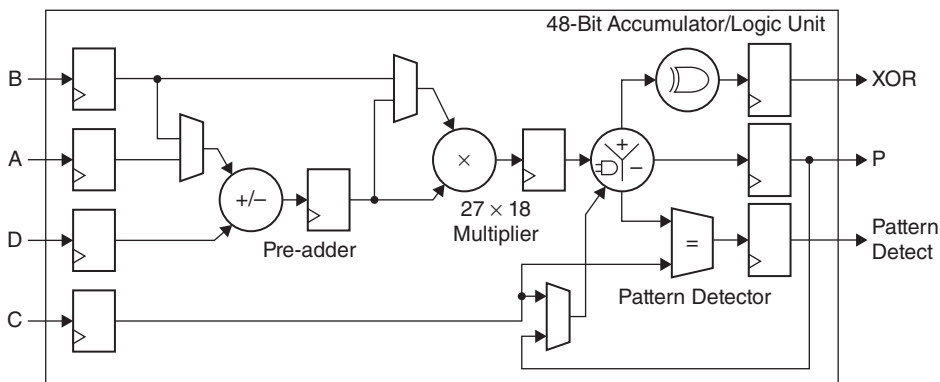 48-Bit Accumulator/Logic Unit
B
XOR
A
+
−
×
P
+/−
27 × 18
Multiplier
D
Pre-adder
=
Pattern
Detect
Pattern Detector
C